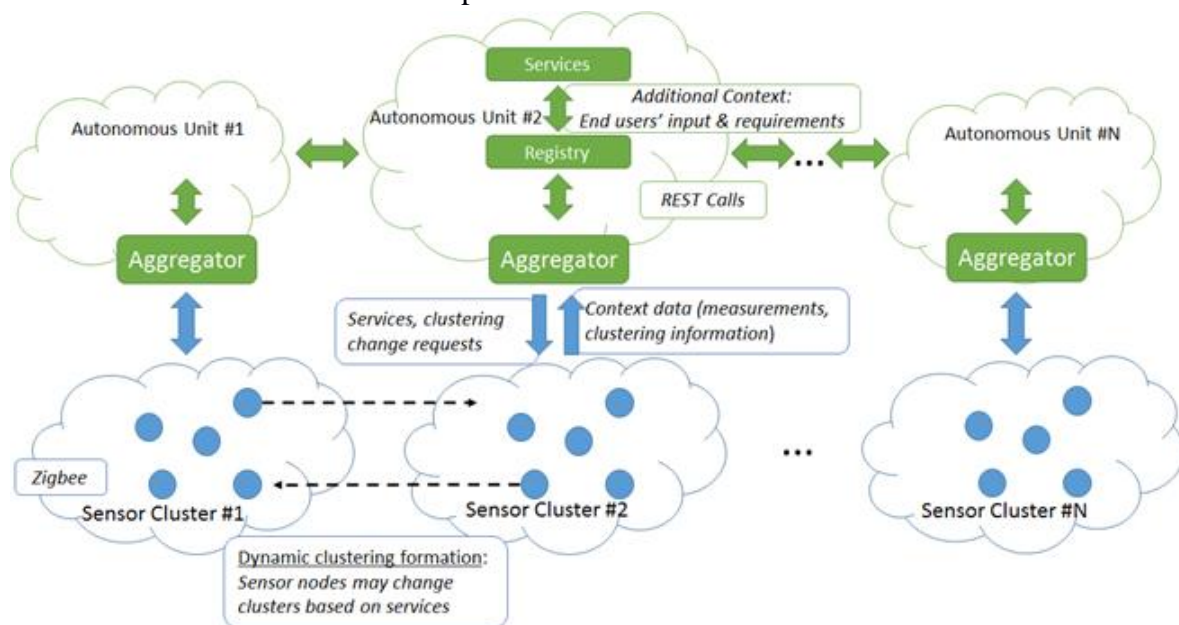 Services
Autonomous Unit #1
Autonomous Unit #2
Additional Context:
End users' input & requirements
Autonomous Unit #N
Registry
...
REST Calls
Aggregator
Aggregator
Aggregator
Services, clustering
change requests
Context data (measurements,
clustering information)
...
Zigbee
Sensor Cluster #1
Sensor Cluster #2
Sensor Cluster #N
Dynamic clustering formation:
Sensor nodes may change
clusters based on services